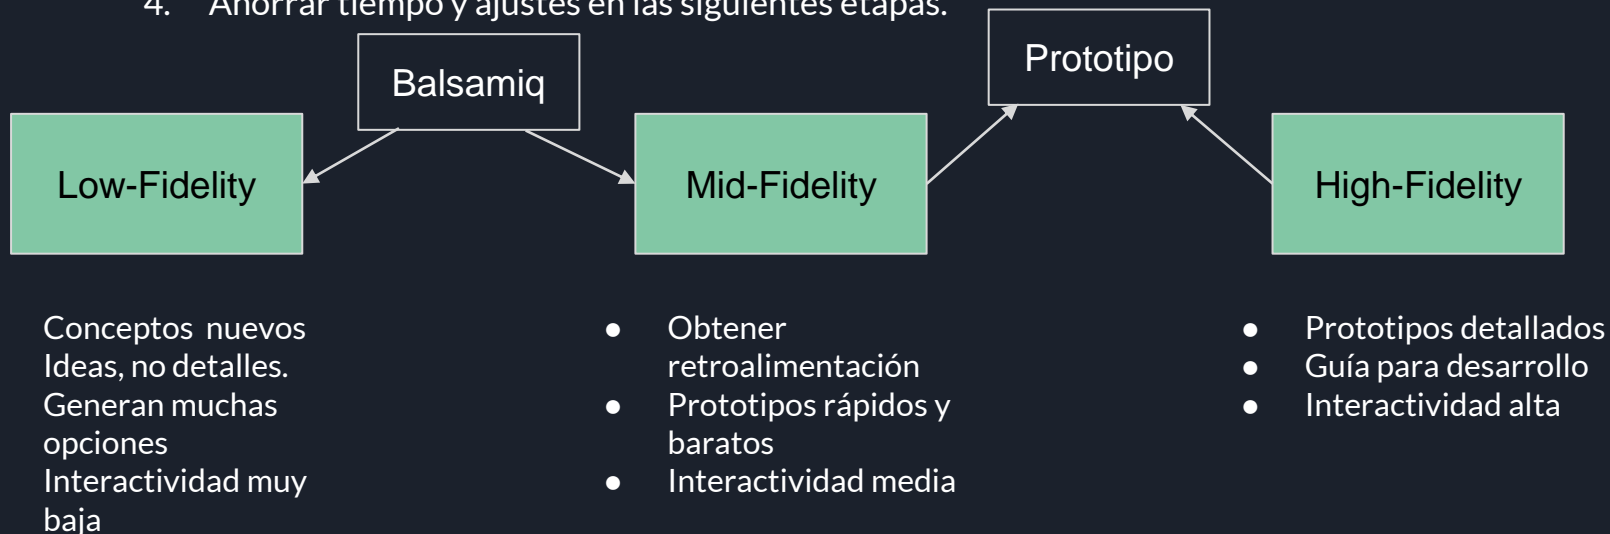 4. Ahorrar tiempo y ajustes en las siguientes etapas.
Balsamiq
Prototipo
Low-Fidelity
Mid-Fidelity
High-Fidelity
Conceptos nuevos
Ideas, no detalles.
Generan muchas
opciones
Interactividad muy
baja
● Obtener
retroalimentación
● Prototipos rápidos y
baratos
● Interactividad media
● Prototipos detallados
● Guía para desarrollo
● Interactividad alta